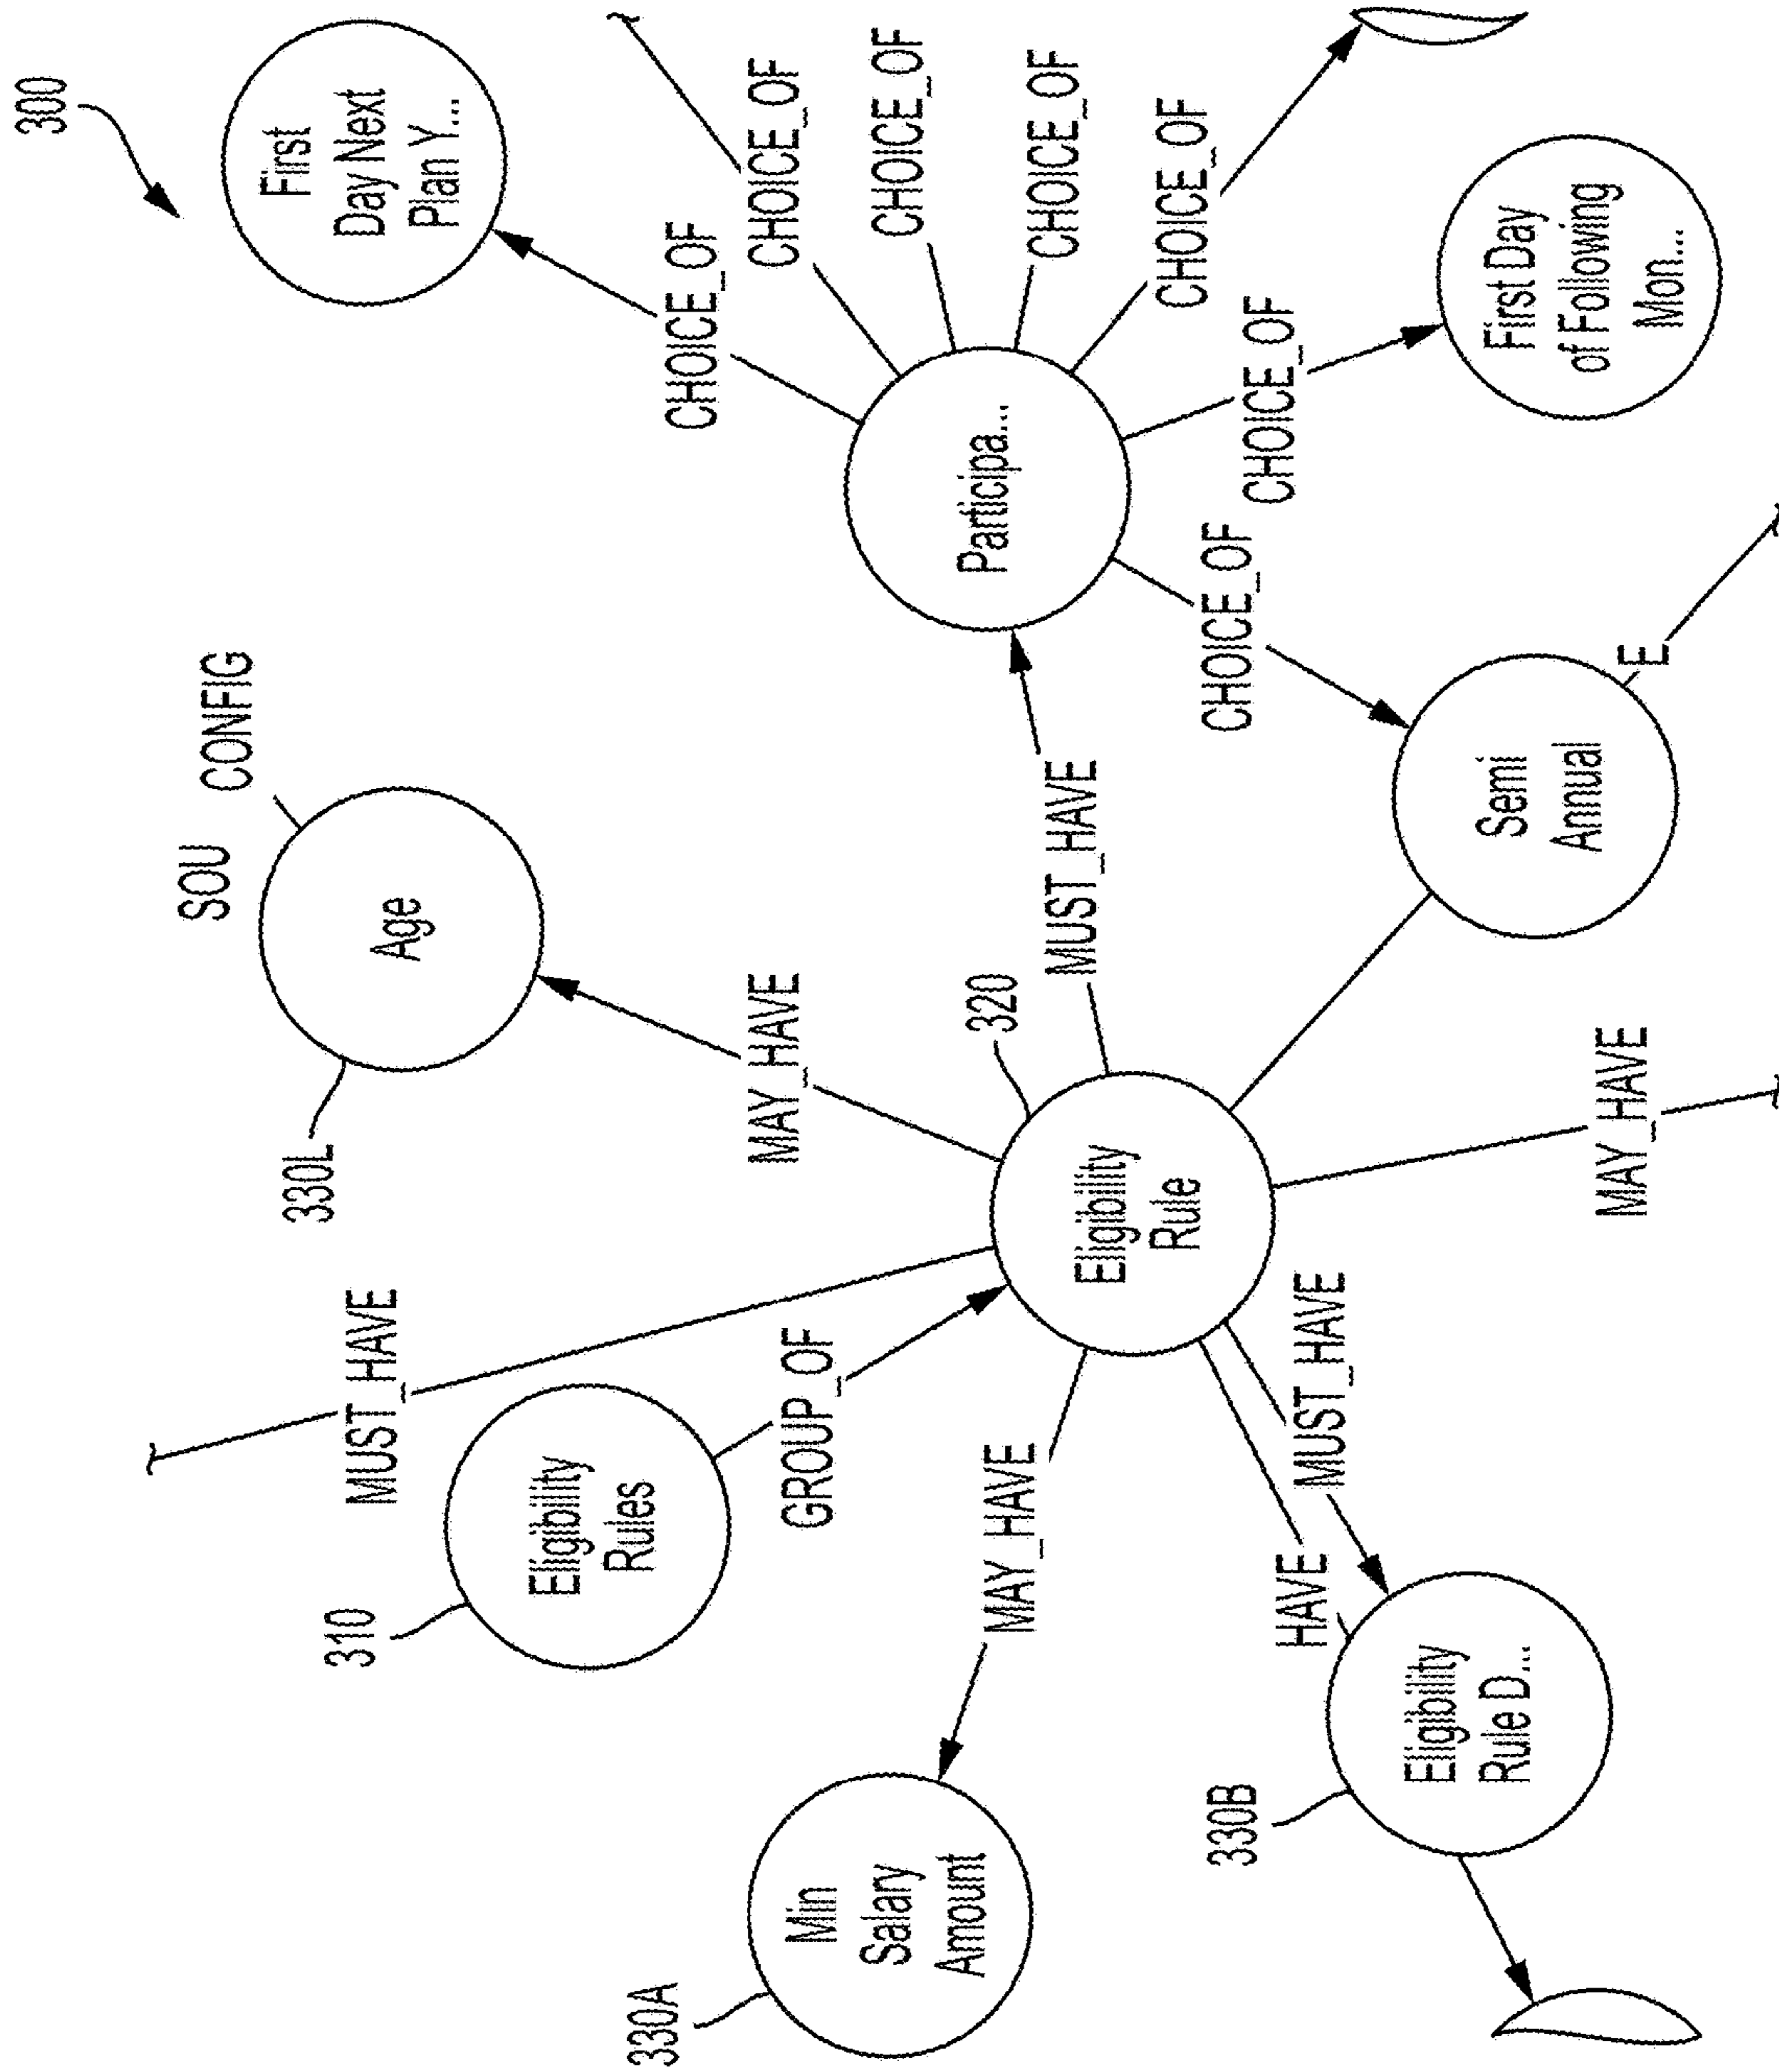 300
SOU
CONFIG
First
Day Next
Plan Y...
330L
310
MUST_HAVE
Age
Eligibility
Rules
330A
CHOICE_OF
MAY_HAVE
CHOICE_OF
GROUP_OF
Min
Salary
Amount
CHOICE_OF
Participa...
320
MAY_HAVE
CHOICE_OF
MUST_HAVE
Eligibility
Rule
CHOICE_OF
CHOICE_OF
330B
CHOICE_OF
HAVE
MUST_HAVE
Eligibility
Rule D...
Semi
Annual
First Day
of Following
Mon...
MAY_HAVE
E